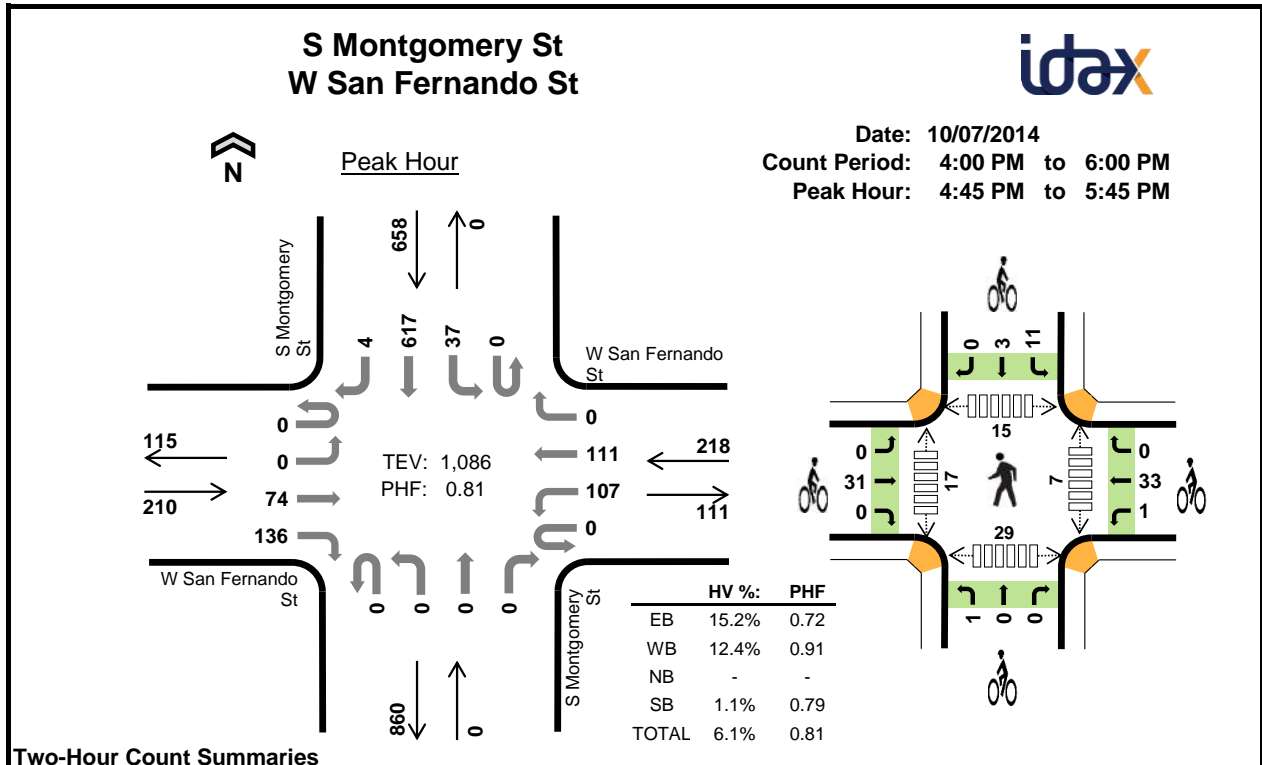 S Montgomery St
W San Fernando St
idax
Date: 10/07/2014
Count Period: 4:00 PM to 6:00 PM
Peak Hour: 4:45 PM to 5:45 PM
N
Peak Hour
658
0
S Montgomery
St
4
617
37
0
W San Fernando
St
0
0
74
136
115
210
TEV: 1,086
PHF: 0.81
0
111
107
0
218
111
W San Fernando
St
0
0
0
0
S Montgomery
St
860
0
HV %: PHF
EB 15.2% 0.72
WB 12.4% 0.91
NB - -
SB 1.1% 0.79
TOTAL 6.1% 0.81
0
3
11
15
0
31
0
17
7
0
33
1
29
1
0
0
Two-Hour Count Summaries